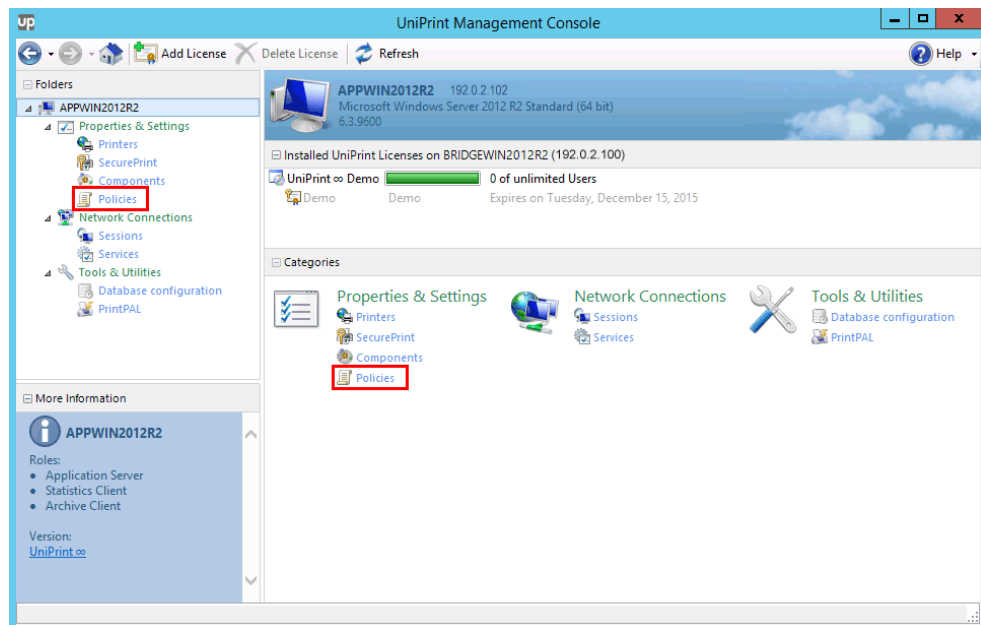 up UniPrint Management Console
Add License Delete License Refresh Help
Folders
APPWIN2012R2
Properties & Settings
Printers
SecurePrint
Components
Policies
Network Connections
Sessions
Services
Tools & Utilities
Database configuration
PrintPAL
More Information
APPWIN2012R2
Roles:
• Application Server
• Statistics Client
• Archive Client
Version:
UniPrint ∞
APPWIN2012R2 192.0.2.102
Microsoft Windows Server 2012 R2 Standard (64 bit)
6.3.9600
Installed UniPrint Licenses on BRIDGEWIN2012R2 (192.0.2.100)
UniPrint ∞ Demo 0 of unlimited Users
Demo Demo Expires on Tuesday, December 15, 2015
Categories
Properties & Settings
Printers
SecurePrint
Components
Policies
Network Connections
Sessions
Services
Tools & Utilities
Database configuration
PrintPAL